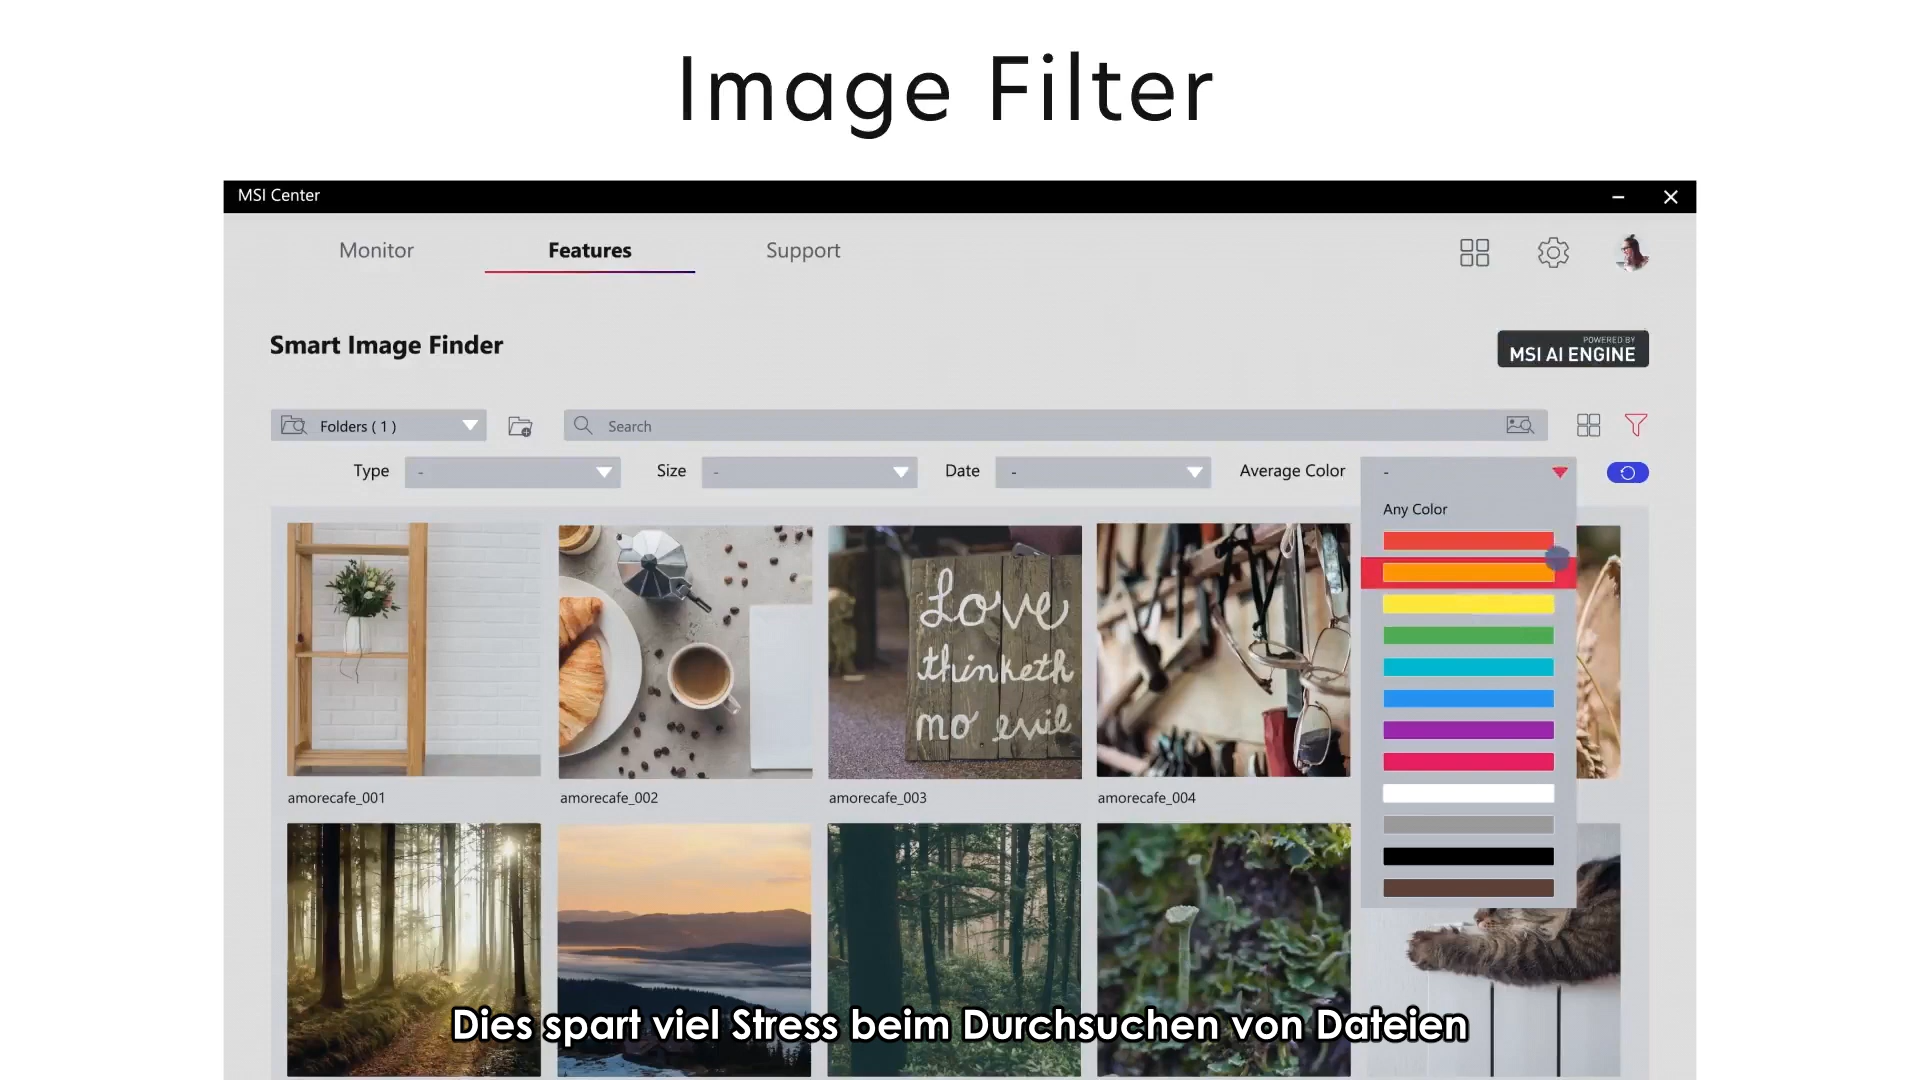 Image Filter
MSI Center
Monitor
Features
Support
Smart Image Finder
POWERED BY
MSI AI ENGINE
Folders ( 1 )
Search
Type
-
Size
-
Date
-
Average Color
-
Any Color
Love
thinketh
no evil
amorecafe_001
amorecafe_002
amorecafe_003
amorecafe_004
Dies spart viel Stress beim Durchsuchen von Dateien